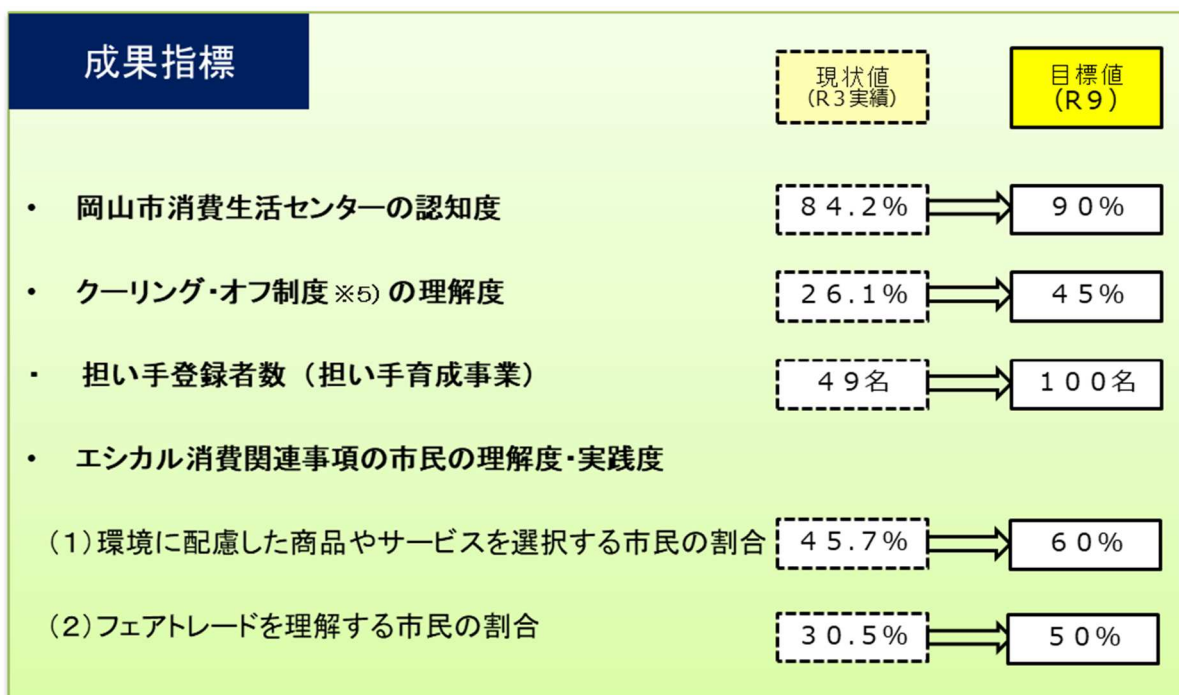 成果指標
現状値
(R3実績)
目標値
(R9)
・ 岡山市消費生活センターの認知度 84.2% 90%
・ クーリング・オフ制度※5)の理解度 26.1% 45%
・ 担い手登録者数(担い手育成事業) 49名 100名
・ エシカル消費関連事項の市民の理解度・実践度
(1)環境に配慮した商品やサービスを選択する市民の割合 45.7% 60%
(2)フェアトレードを理解する市民の割合 30.5% 50%